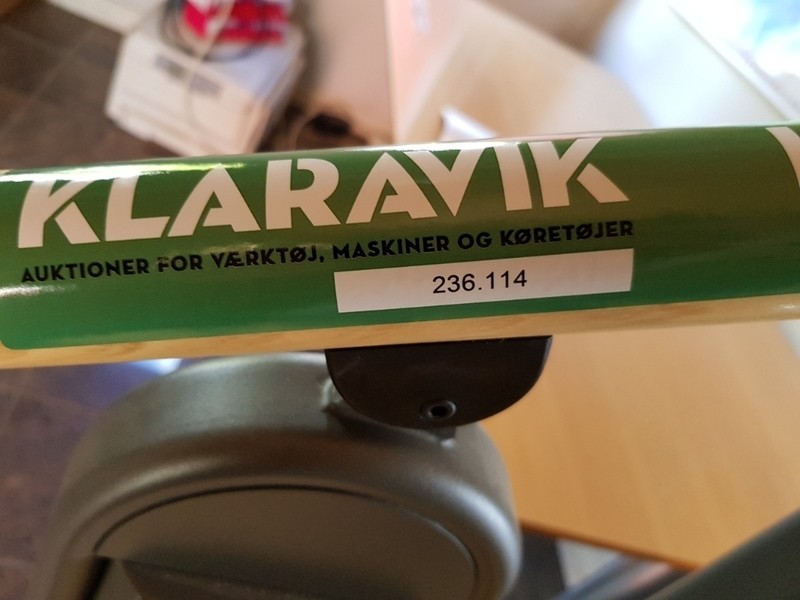 KLARAVIK
AUKTIONER FOR VÆRKTØJ, MASKINER OG KØRETØJER
236.114